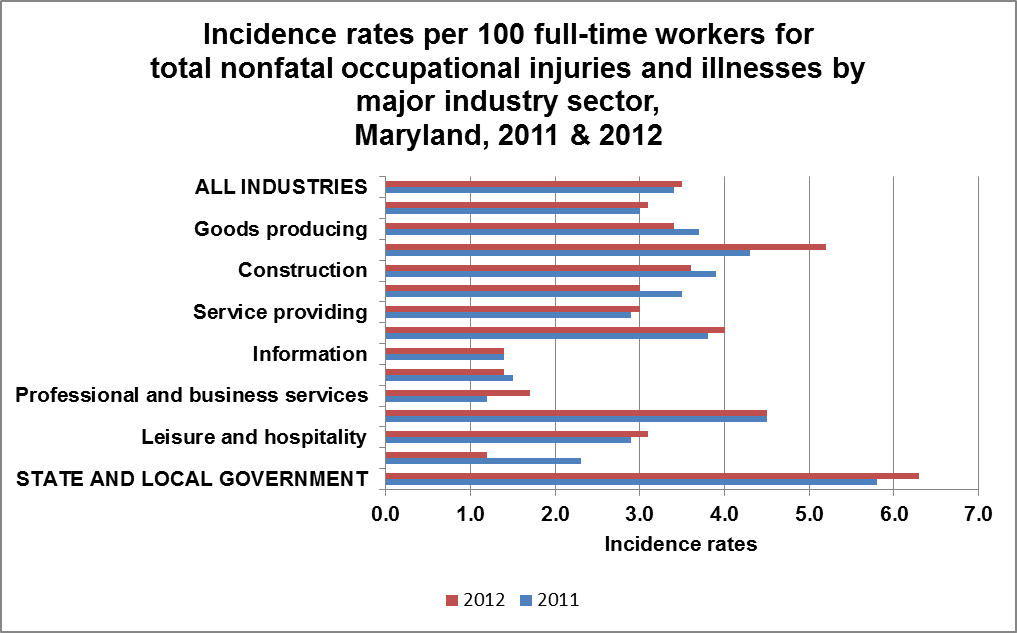 Incidence rates per 100 full-time workers for
total nonfatal occupational injuries and illnesses by
major industry sector,
Maryland, 2011 & 2012
ALL INDUSTRIES
Goods producing
Construction
Service providing
Information
Professional and business services
Leisure and hospitality
STATE AND LOCAL GOVERNMENT
0.0 1.0 2.0 3.0 4.0 5.0 6.0 7.0
Incidence rates
2012 2011